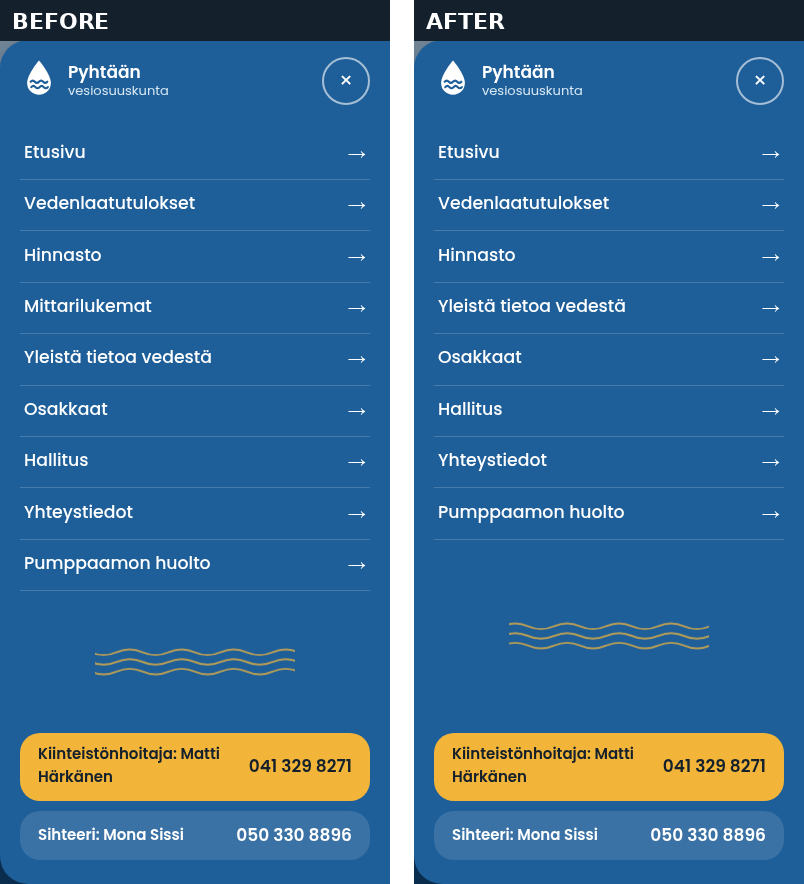 BEFORE
Pyhtään
vesiosuuskunta
×
Etusivu →
Vedenlaatutulokset →
Hinnasto →
Mittarilukemat →
Yleistä tietoa vedestä →
Osakkaat →
Hallitus →
Yhteystiedot →
Pumppaamon huolto →
Kiinteistönhoitaja: Matti
Härkänen
041 329 8271
Sihteeri: Mona Sissi 050 330 8896
AFTER
Pyhtään
vesiosuuskunta
×
Etusivu →
Vedenlaatutulokset →
Hinnasto →
Yleistä tietoa vedestä →
Osakkaat →
Hallitus →
Yhteystiedot →
Pumppaamon huolto →
Kiinteistönhoitaja: Matti
Härkänen
041 329 8271
Sihteeri: Mona Sissi 050 330 8896